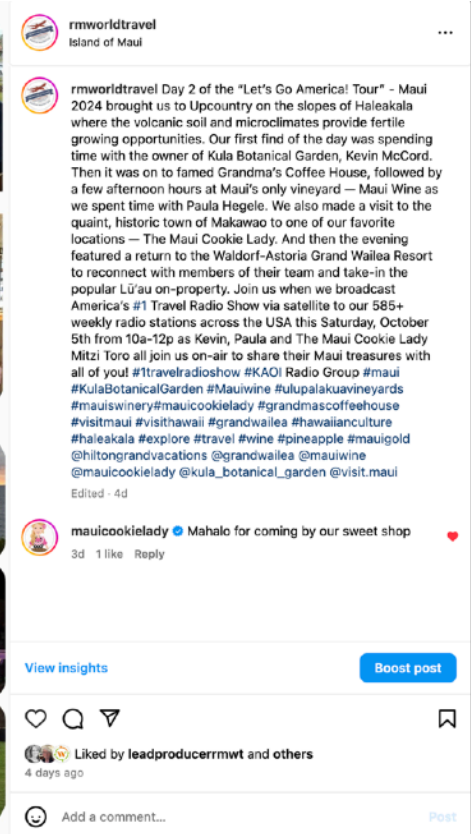 rmworldtravel
Island of Maui
rmworldtravel Day 2 of the “Let’s Go America! Tour” - Maui
2024 brought us to Upcountry on the slopes of Haleakala
where the volcanic soil and microclimates provide fertile
growing opportunities. Our first find of the day was spending
time with the owner of Kula Botanical Garden, Kevin McCord.
Then it was on to famed Grandma’s Coffee House, followed by
a few afternoon hours at Maui’s only vineyard — Maui Wine as
we spent time with Paula Hegele. We also made a visit to the
quaint, historic town of Makawao to one of our favorite
locations — The Maui Cookie Lady. And then the evening
featured a return to the Waldorf-Astoria Grand Wailea Resort
to reconnect with members of their team and take-in the
popular Lū’au on-property. Join us when we broadcast
America’s #1 Travel Radio Show via satellite to our 585+
weekly radio stations across the USA this Saturday, October
5th from 10a-12p as Kevin, Paula and The Maui Cookie Lady
Mitzi Toro all join us on-air to share their Maui treasures with
all of you! #1travelradioshow #KAOI Radio Group #maui
#KulaBotanicalGarden #Mauiwine #ulupalakuavineyards
#mauiswinery#mauicookielady #grandmascoffeehouse
#visitmaui #visithawaii #grandwailea #hawaiianculture
#haleakala #explore #travel #wine #pineapple #mauigold
@hiltongrandvacations @grandwailea @mauiwine
@mauicookielady @kula_botanical_garden @visit.maui
Edited · 4d
mauicookielady Mahalo for coming by our sweet shop
3d 1 like Reply
View insights
Boost post
Liked by leadproducerrmwt and others
4 days ago
Add a comment...
Post